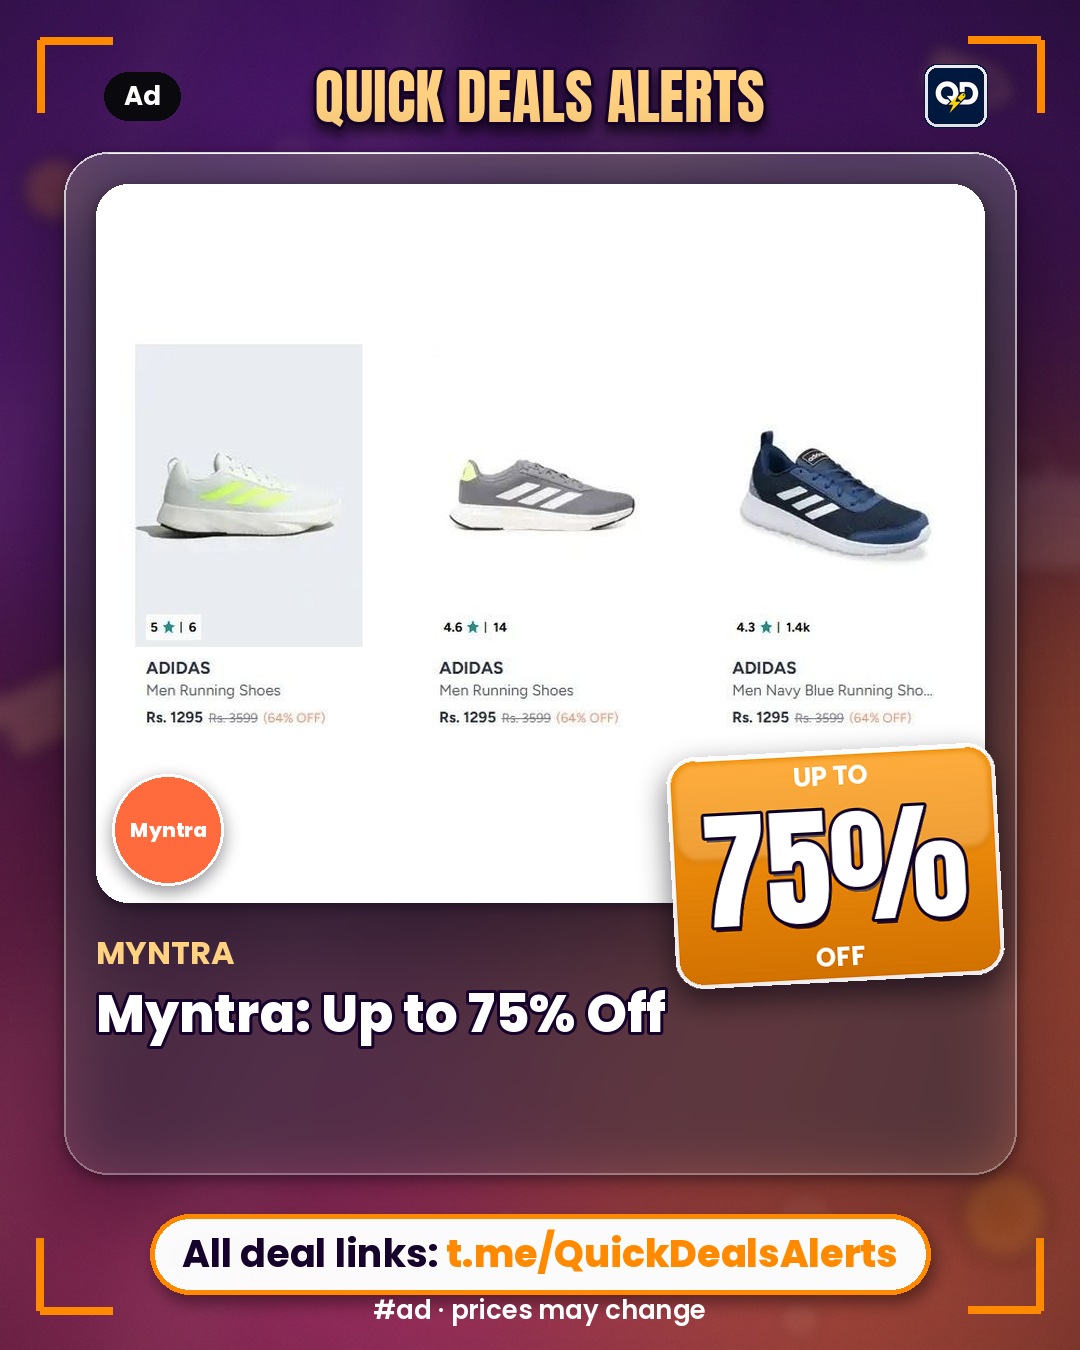 Ad
QUICK DEALS ALERTS
QD
adidas
5 ★ | 6
4.6 ★ | 14
4.3 ★ | 1.4k
ADIDAS
Men Running Shoes
Rs. 1295 Rs. 3599 (64% OFF)
ADIDAS
Men Running Shoes
Rs. 1295 Rs. 3599 (64% OFF)
ADIDAS
Men Navy Blue Running Sho...
Rs. 1295 Rs. 3599 (64% OFF)
Myntra
UP TO
75%
OFF
MYNTRA
Myntra: Up to 75% Off
All deal links: t.me/QuickDealsAlerts
#ad · prices may change